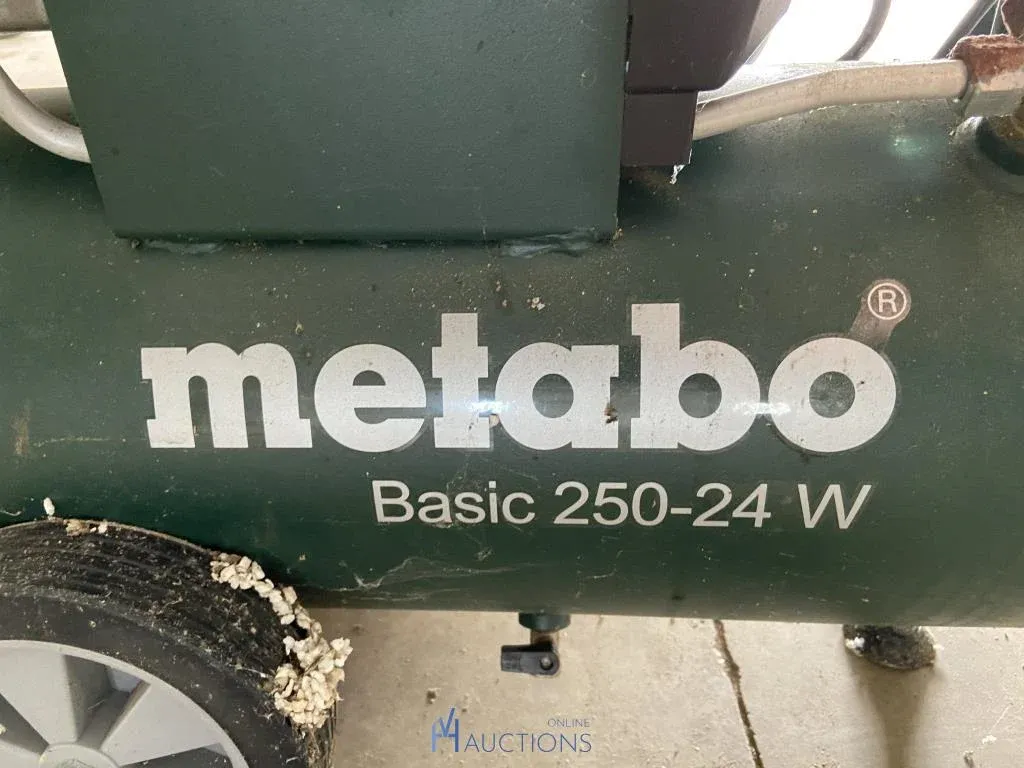 metabo®
Basic 250-24 W
ONLINE
AUCTIONS